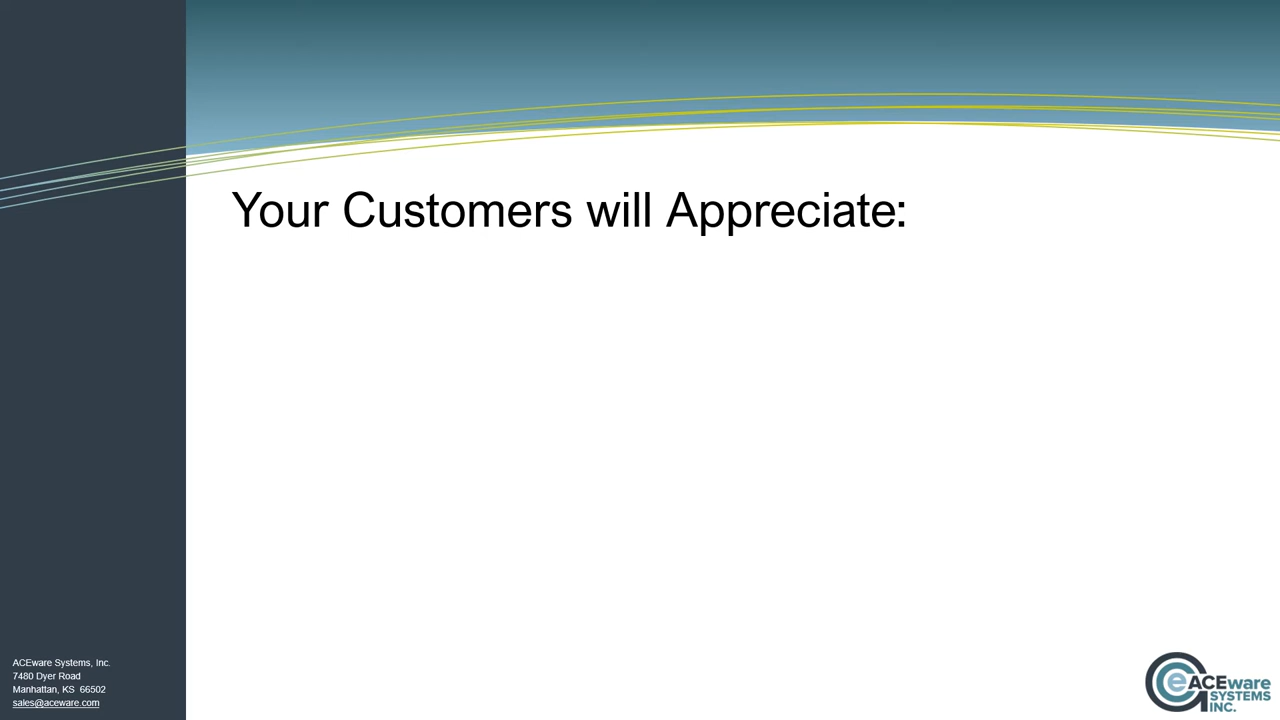 Your Customers will Appreciate:
ACEware Systems, Inc.
7480 Dyer Road
Manhattan, KS  66502
sales@aceware.com
e ACEware
SYSTEMS
INC.